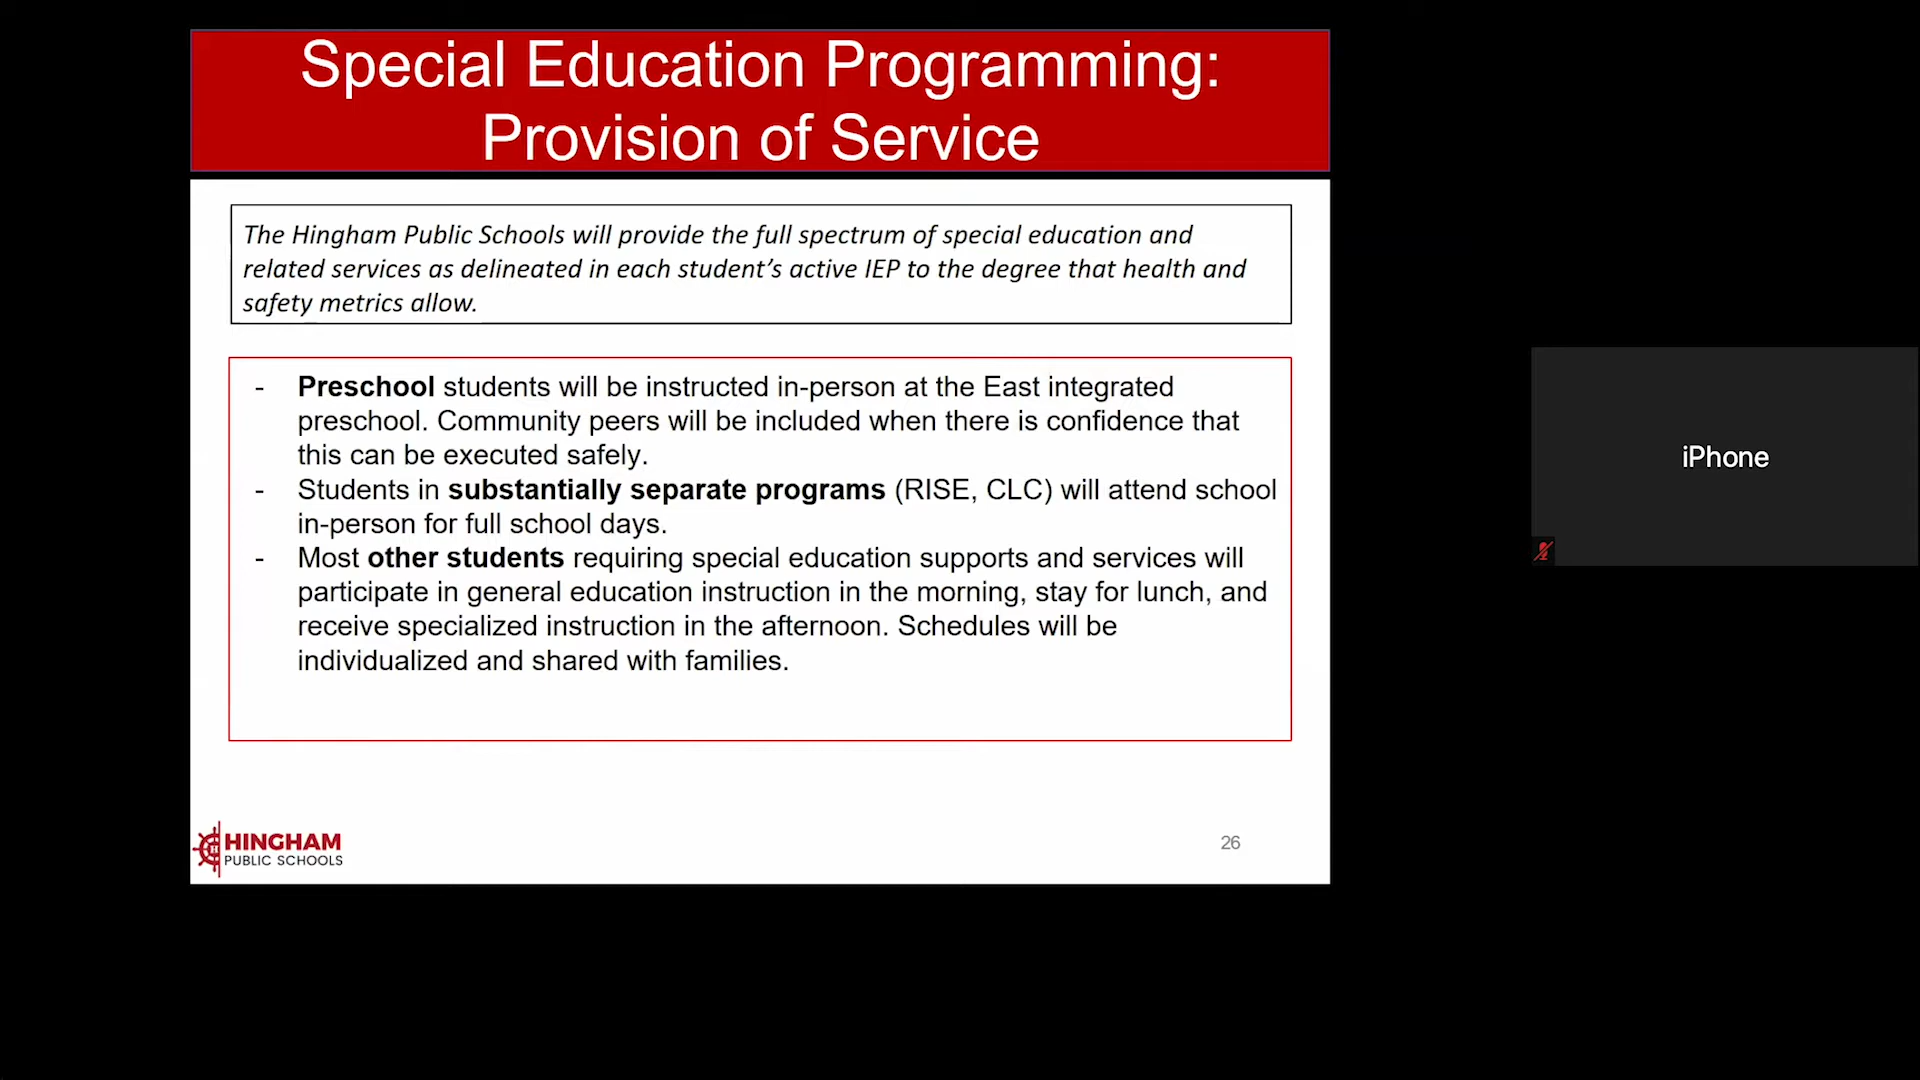 Special Education Programming:
Provision of Service
The Hingham Public Schools will provide the full spectrum of special education and
related services as delineated in each student’s active IEP to the degree that health and
safety metrics allow.
- Preschool students will be instructed in-person at the East integrated
preschool. Community peers will be included when there is confidence that
this can be executed safely.
- Students in substantially separate programs (RISE, CLC) will attend school
in-person for full school days.
- Most other students requiring special education supports and services will
participate in general education instruction in the morning, stay for lunch, and
receive specialized instruction in the afternoon. Schedules will be
individualized and shared with families.
H
HINGHAM
PUBLIC SCHOOLS
26
iPhone